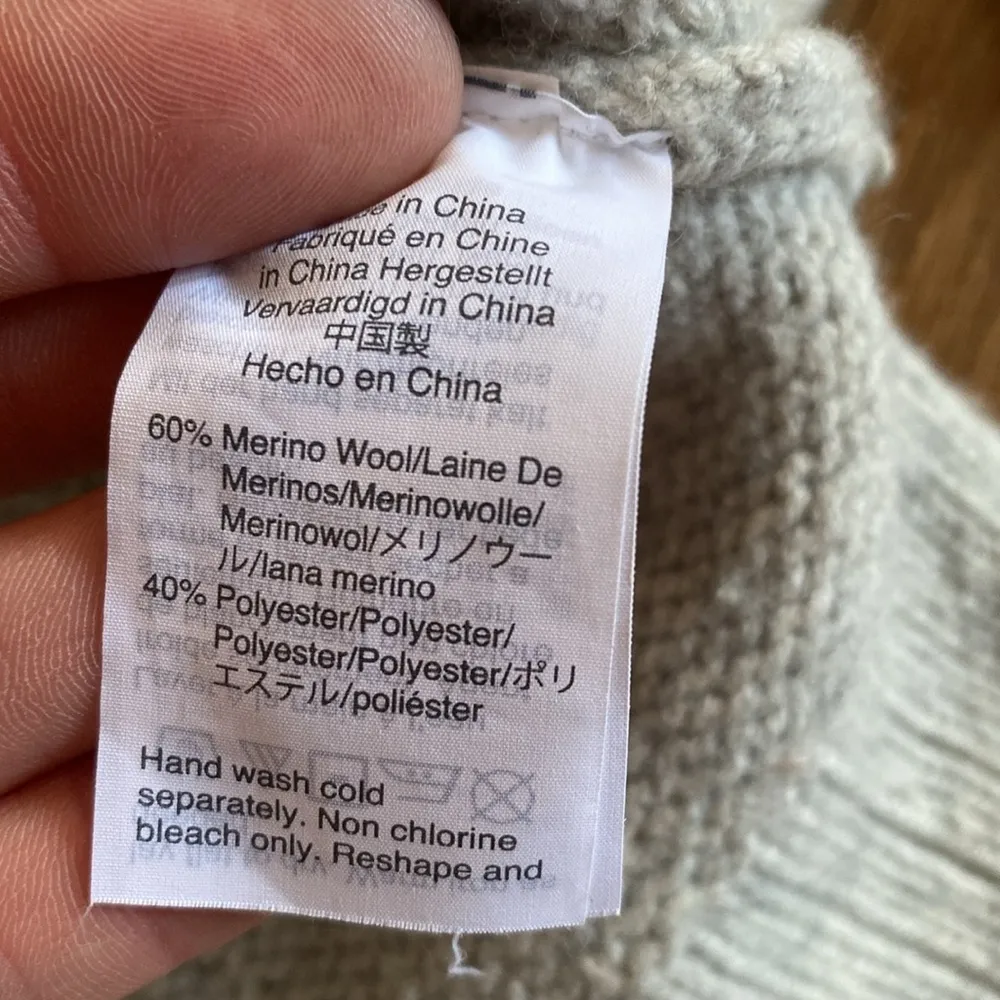 in China
Fabriqué en Chine
in China Hergestellt
Vervaardigd in China
中国製
Hecho en China
60% Merino Wool/Laine De
Merinos/Merinowolle/
Merinowol/メリノウー
ル/lana merino
40% Polyester/Polyester/
Polyester/Polyester/ポリ
エステル/poliéster
Hand wash cold
separately. Non chlorine
bleach only. Reshape and